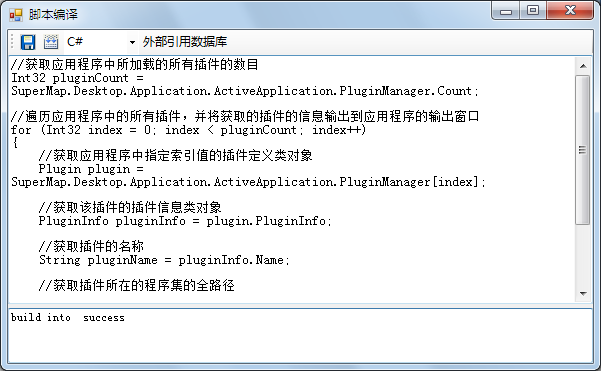 脚本编译
C# 外部引用数据库
//获取应用程序中所加载的所有插件的数目
Int32 pluginCount =
SuperMap.Desktop.Application.ActiveApplication.PluginManager.Count;
//遍历应用程序中的所有插件，并将获取的插件的信息输出到应用程序的输出窗口
for (Int32 index = 0; index < pluginCount; index++)
{
//获取应用程序中指定索引值的插件定义类对象
Plugin plugin =
SuperMap.Desktop.Application.ActiveApplication.PluginManager[index];
//获取该插件的插件信息类对象
PluginInfo pluginInfo = plugin.PluginInfo;
//获取插件的名称
String pluginName = pluginInfo.Name;
//获取插件所在的程序集的全路径
build into  success